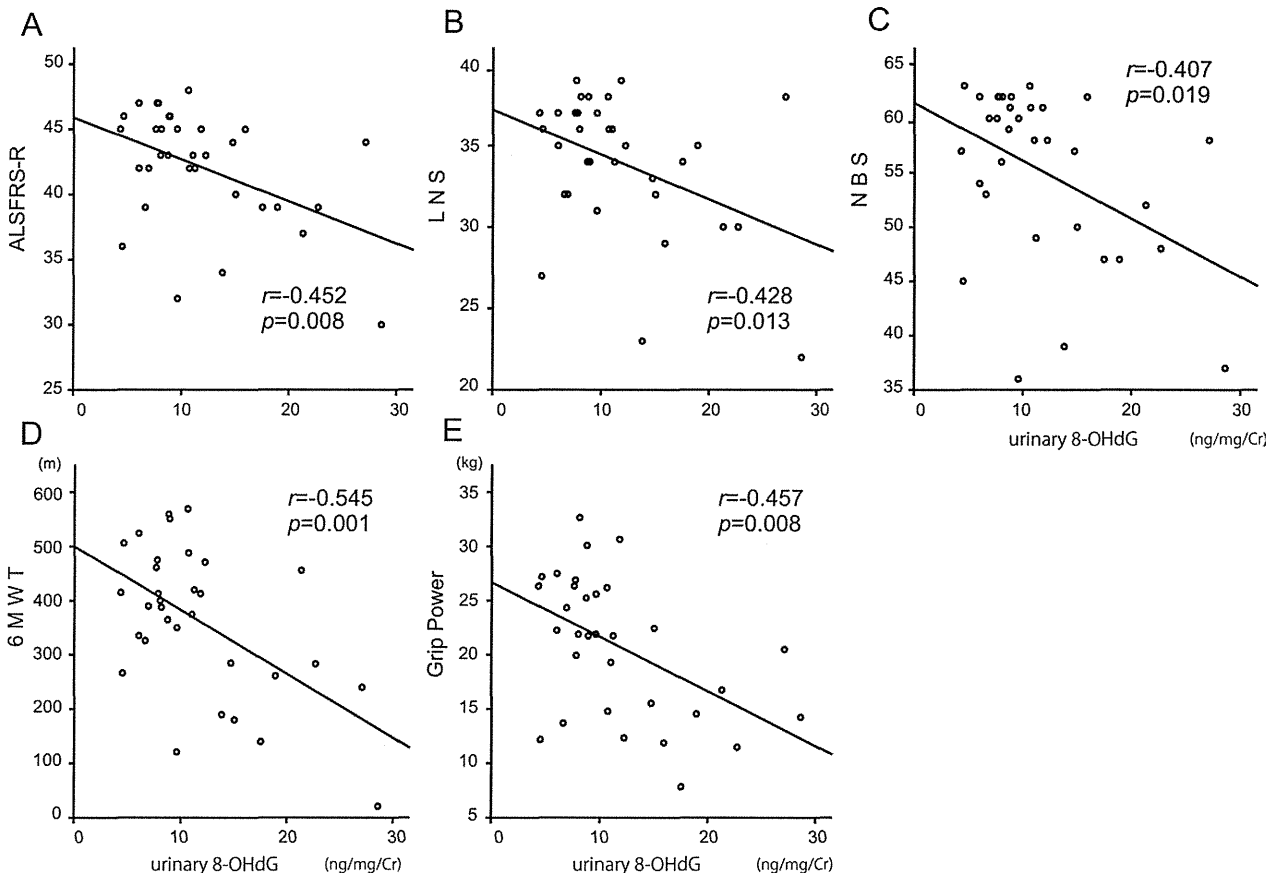 A
ALSFRS-R
50
45
40
35
30
25
r=-0.452
p=0.008
0 10 20 30
B
L N S
40
35
30
25
20
r=-0.428
p=0.013
0 10 20 30
C
N B S
65
60
55
50
45
40
35
r=-0.407
p=0.019
0 10 20 30
urinary 8-OHdG (ng/mg/Cr)
D
(m)
6 M W T
600
500
400
300
200
100
0
r=-0.545
p=0.001
0 10 20 30
urinary 8-OHdG (ng/mg/Cr)
E
(kg)
Grip Power
35
30
25
20
15
10
5
r=-0.457
p=0.008
0 10 20 30
urinary 8-OHdG (ng/mg/Cr)